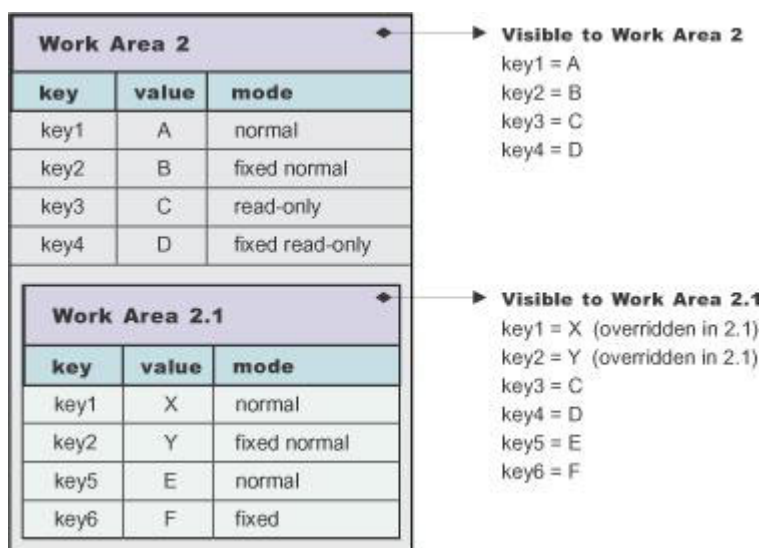 Work Area 2
key value mode
key1 A normal
key2 B fixed normal
key3 C read-only
key4 D fixed read-only
Visible to Work Area 2
key1 = A
key2 = B
key3 = C
key4 = D
Work Area 2.1
key value mode
key1 X normal
key2 Y fixed normal
key5 E normal
key6 F fixed
Visible to Work Area 2.1
key1 = X (overridden in 2.1)
key2 = Y (overridden in 2.1)
key3 = C
key4 = D
key5 = E
key6 = F